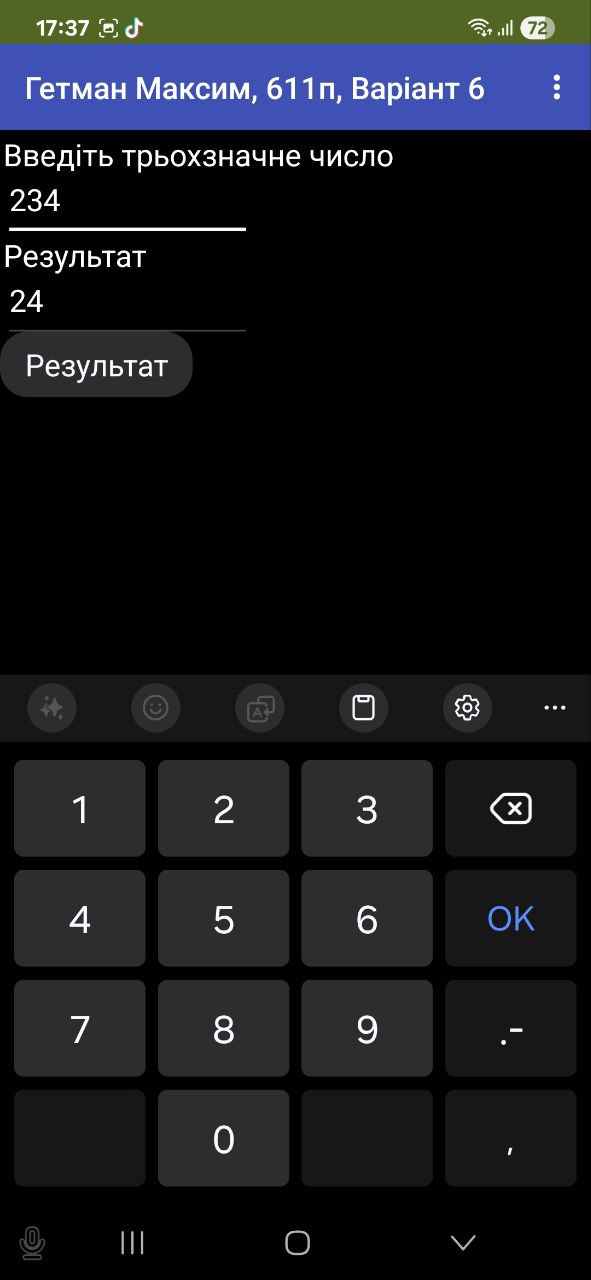 17:37 72
Гетман Максим, 611п, Варіант 6
Введіть трьохзначне число
234
Результат
24
Результат
1 2 3
4 5 6 OK
7 8 9 .-
0 ,